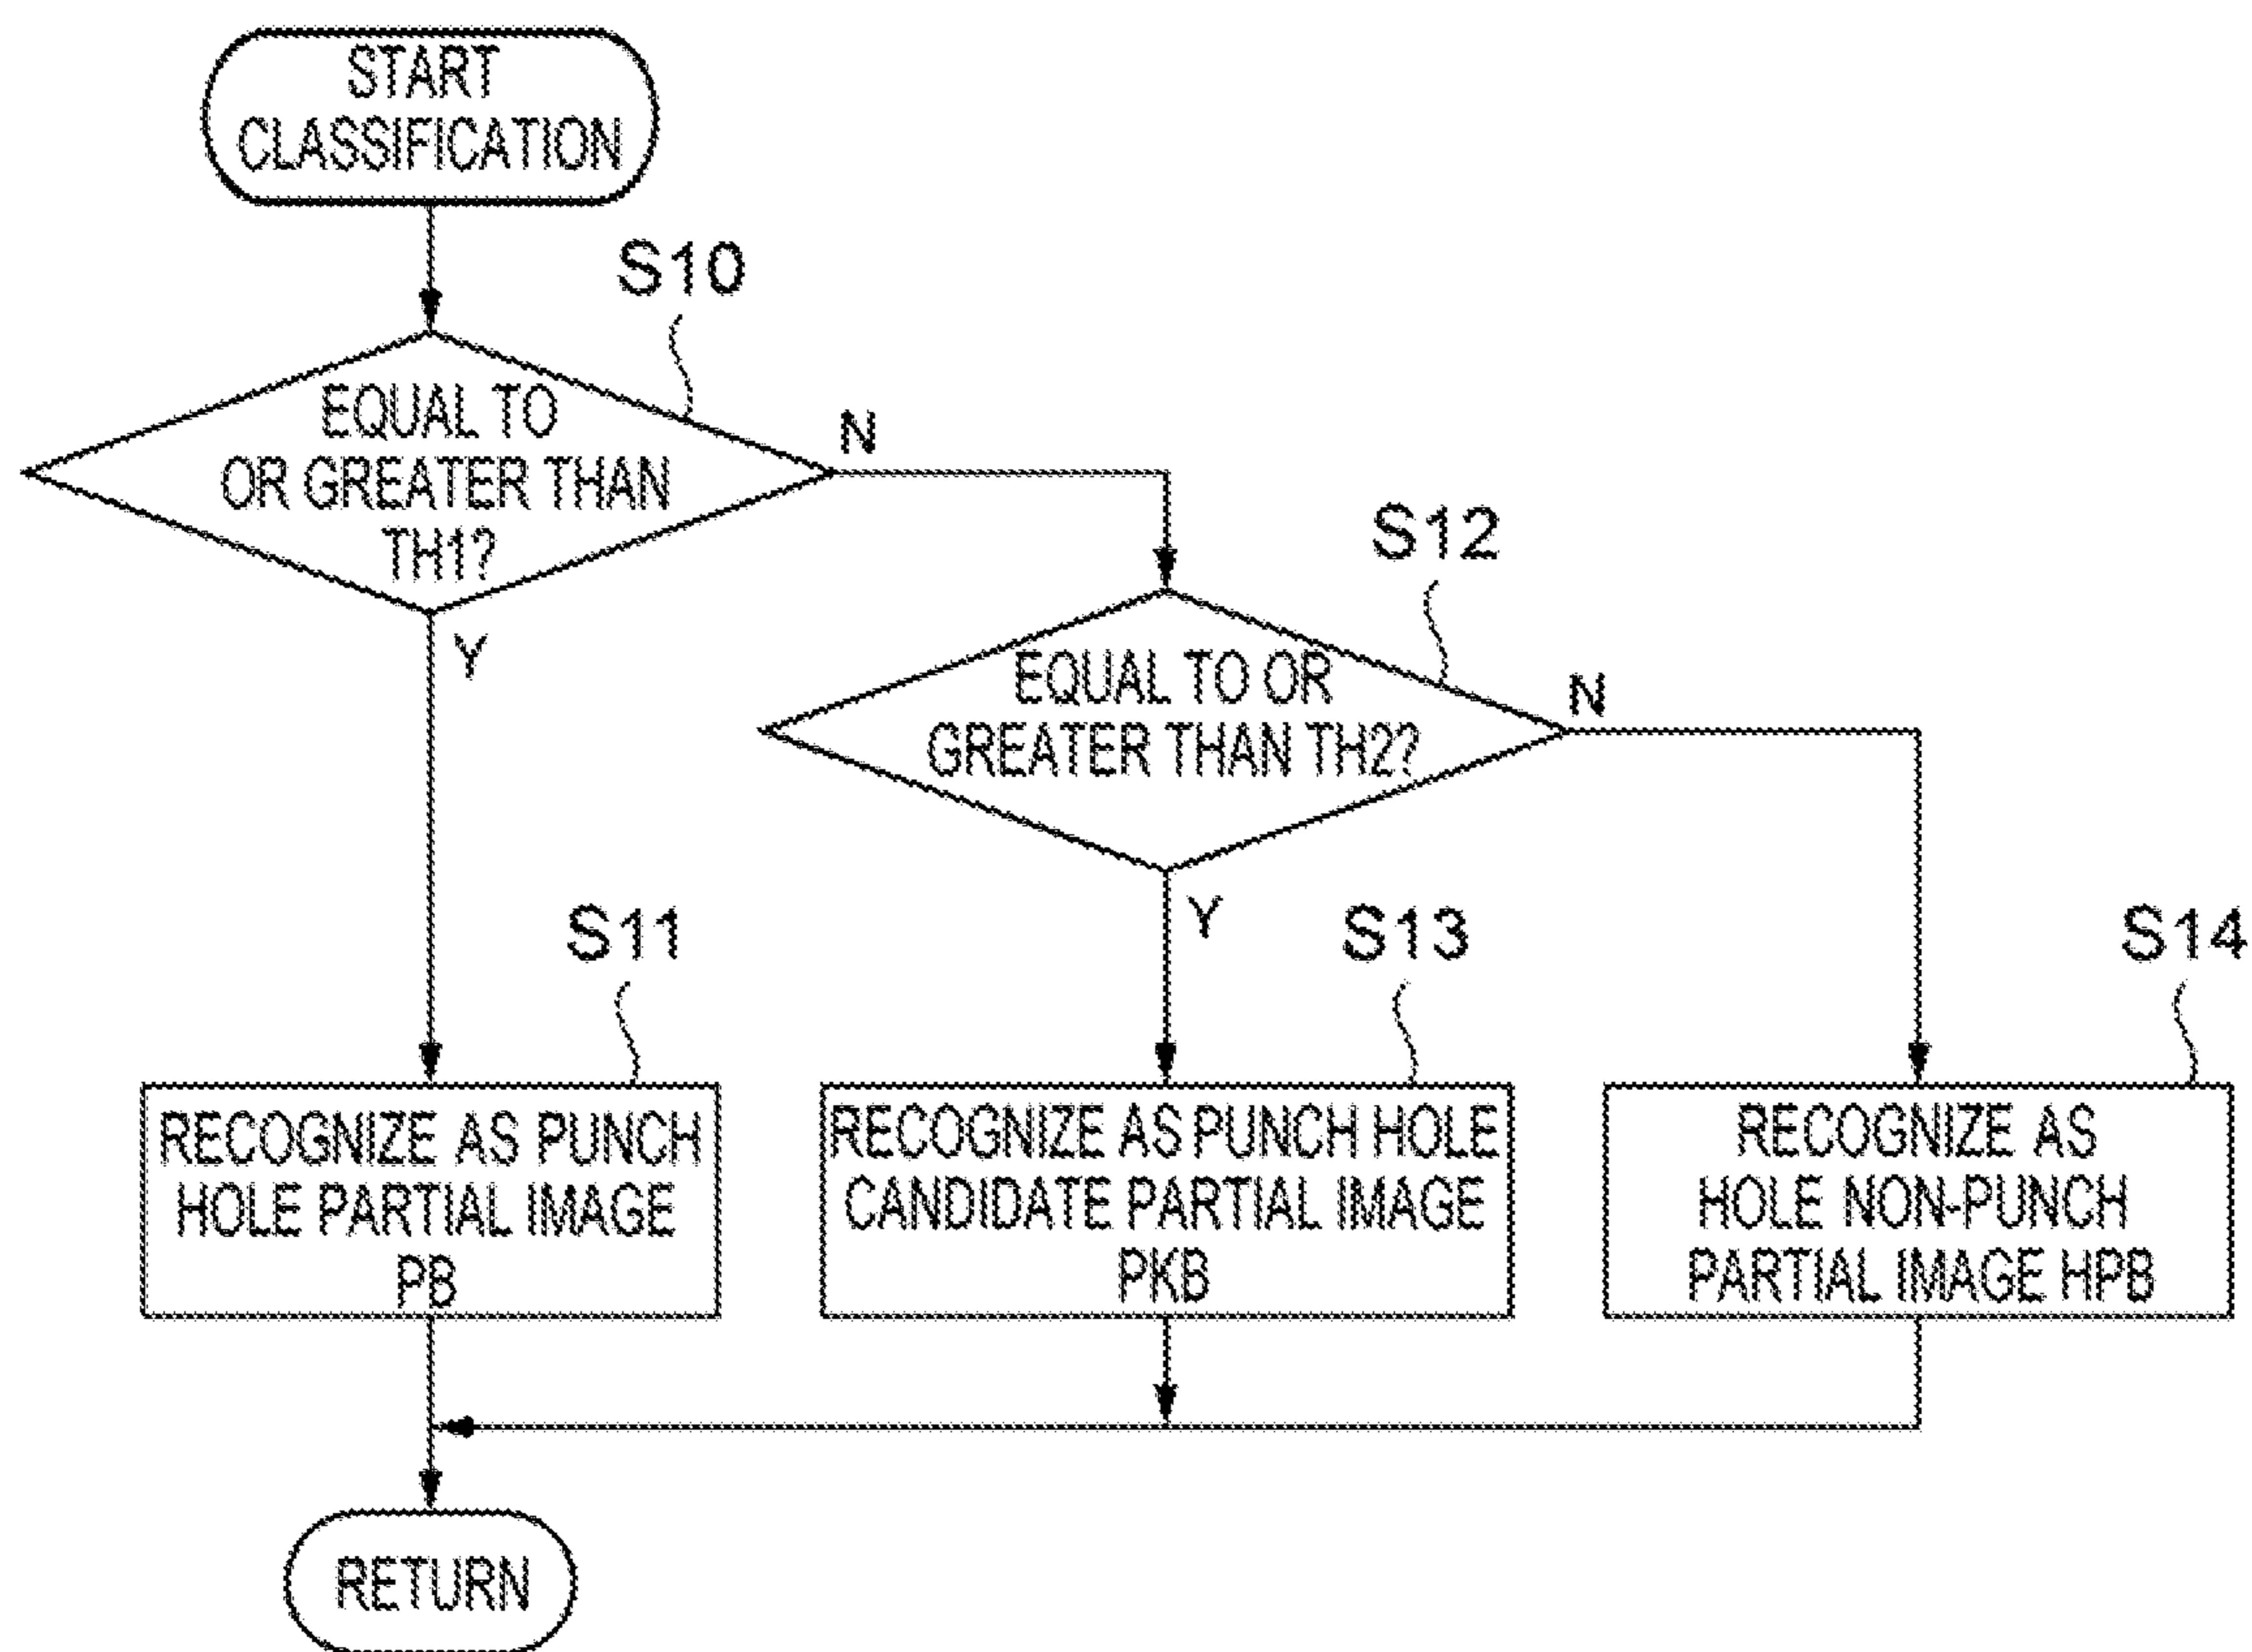 START
CLASSIFICATION
S10
EQUAL TO
OR GREATER THAN
TH1?
N
Y
S12
EQUAL TO OR
GREATER THAN TH2?
N
Y
S11
RECOGNIZE AS PUNCH
HOLE PARTIAL IMAGE
PB
S13
RECOGNIZE AS PUNCH HOLE
CANDIDATE PARTIAL IMAGE
PKB
S14
RECOGNIZE AS
HOLE NON-PUNCH
PARTIAL IMAGE HPB
RETURN